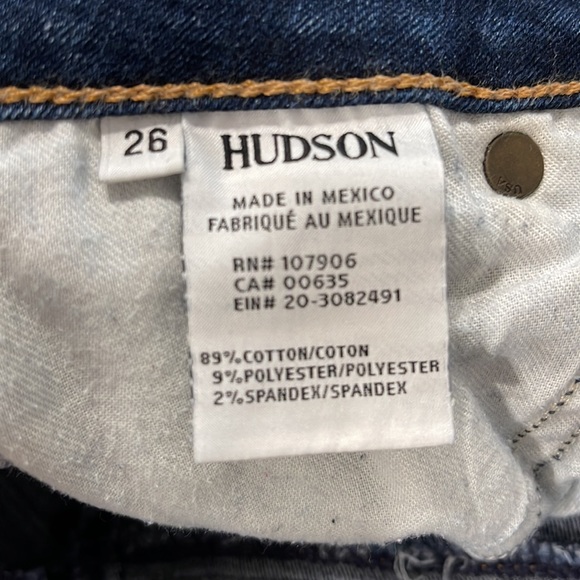 26
HUDSON
MADE IN MEXICO
FABRIQUÉ AU MEXIQUE
RN# 107906
CA# 00635
EIN# 20-3082491
89%COTTON/COTON
9%POLYESTER/POLYESTER
2%SPANDEX/SPANDEX
USA